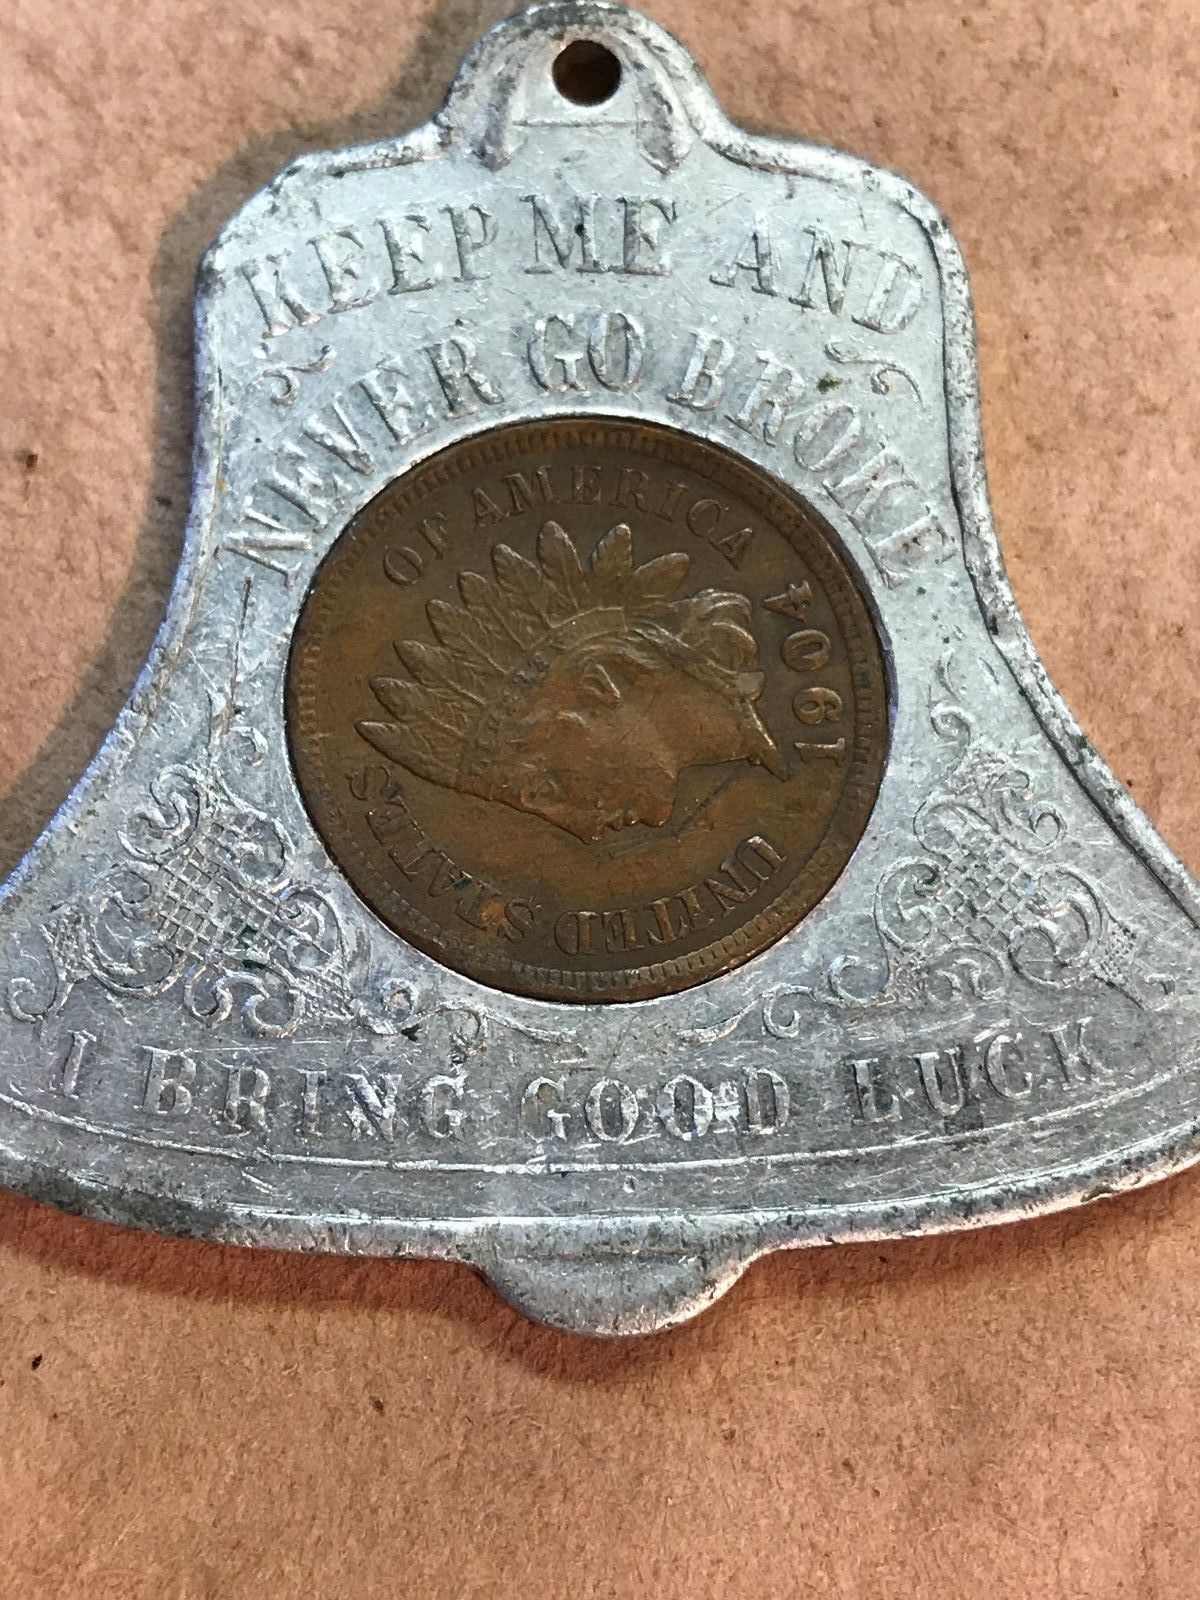 KEEP ME AND
NEVER GO BROKE
UNITED STATES OF AMERICA
1904
I BRING GOOD LUCK